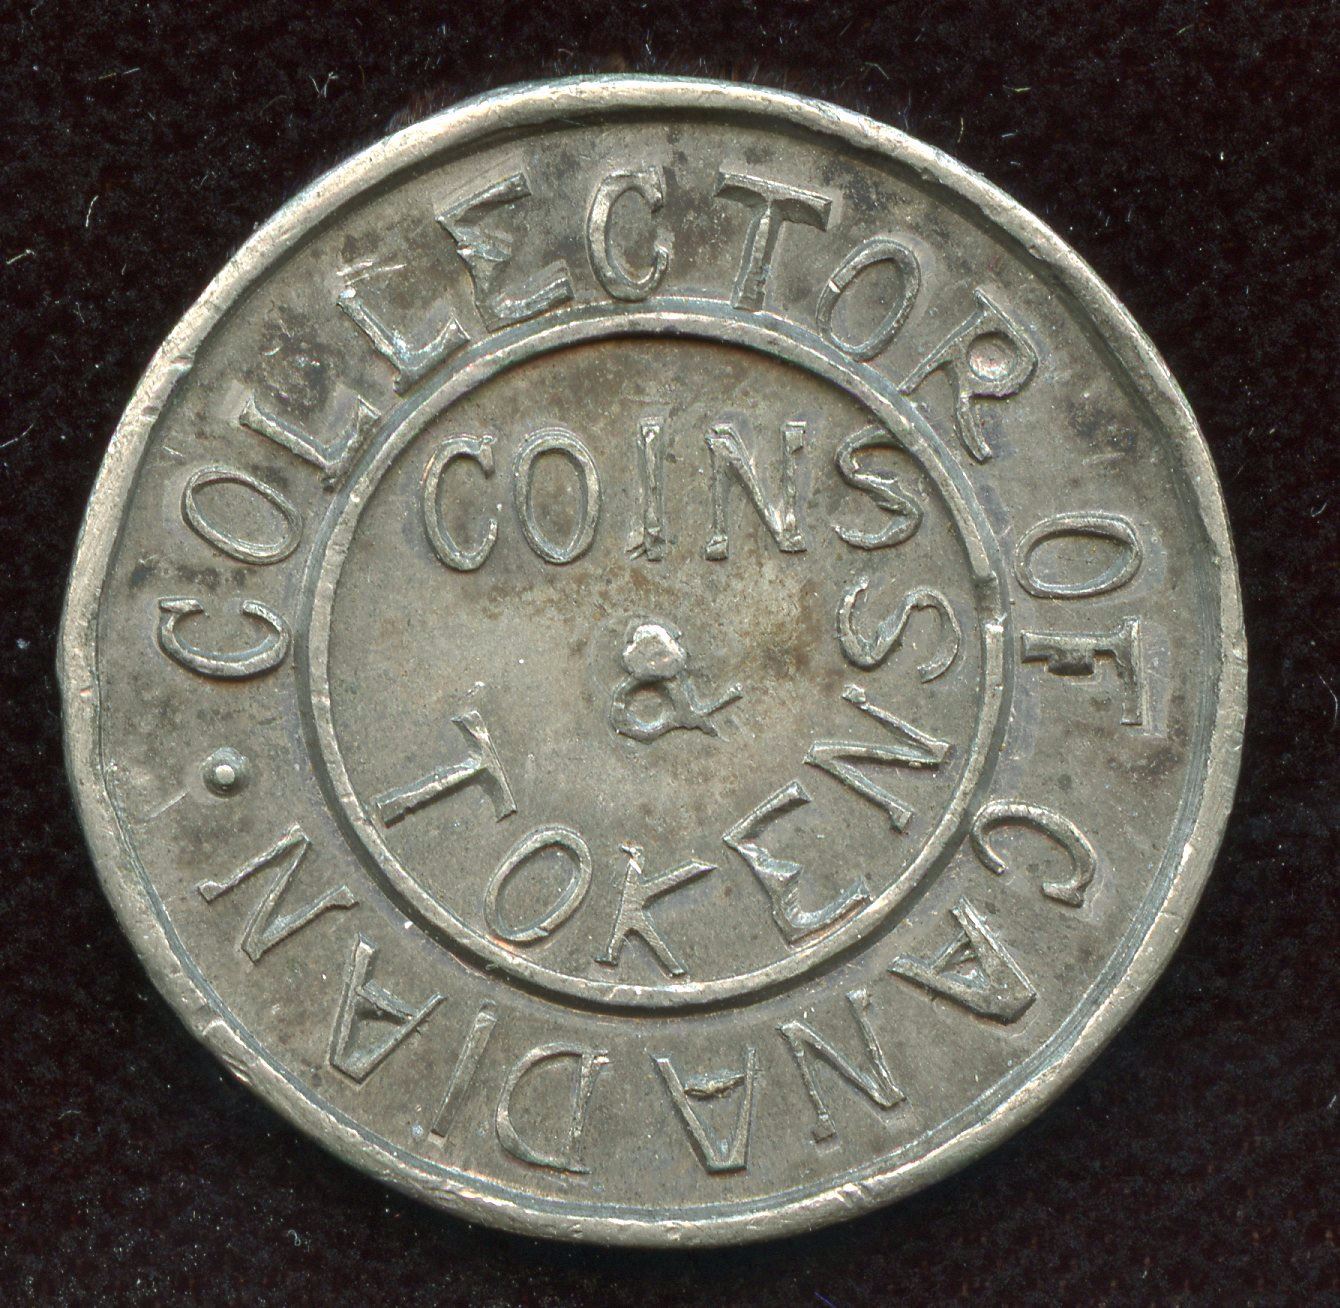 COLLECTOR OF CANADIAN ·
COINS
&
TOKENS